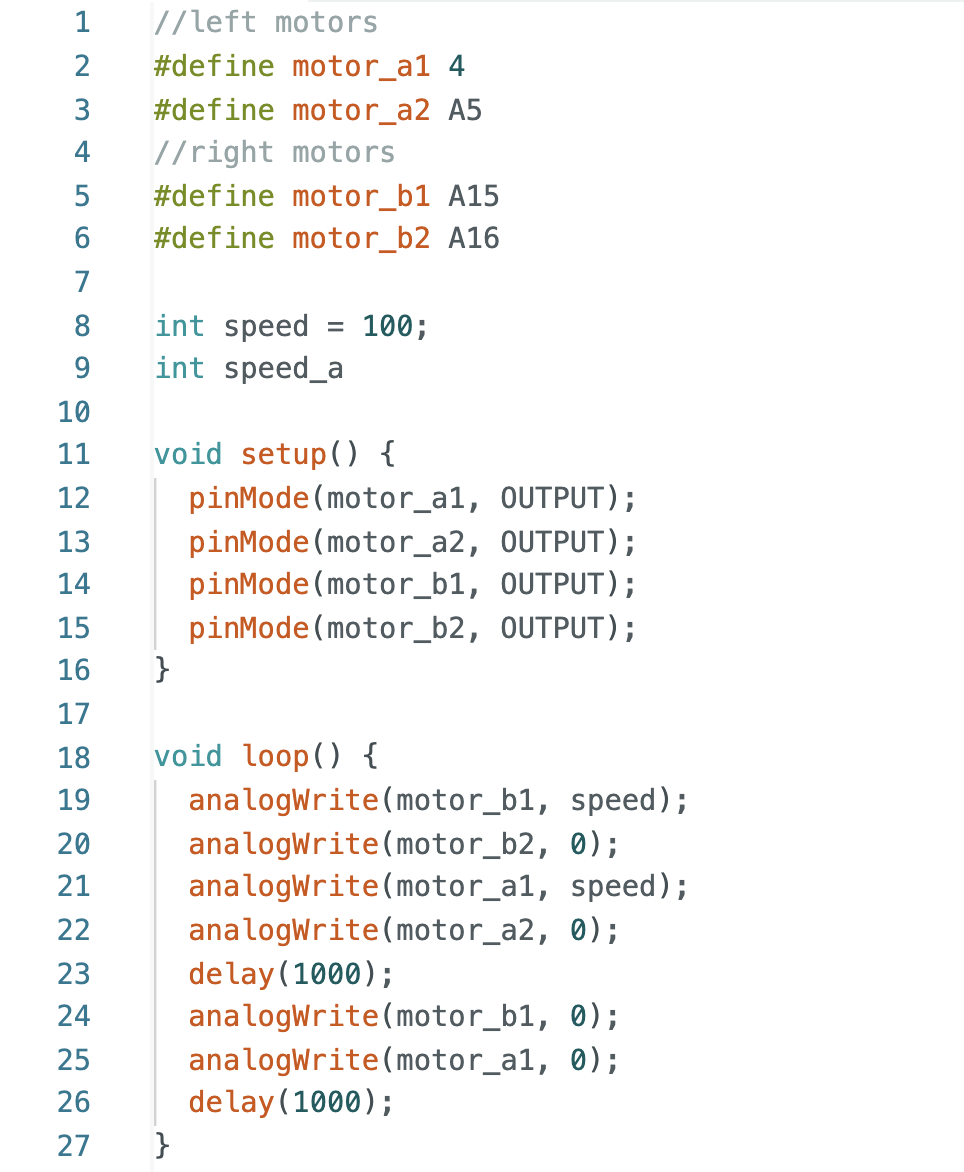 1 //left motors
2 #define motor_a1 4
3 #define motor_a2 A5
4 //right motors
5 #define motor_b1 A15
6 #define motor_b2 A16
7
8 int speed = 100;
9 int speed_a
10
11 void setup() {
12   pinMode(motor_a1, OUTPUT);
13   pinMode(motor_a2, OUTPUT);
14   pinMode(motor_b1, OUTPUT);
15   pinMode(motor_b2, OUTPUT);
16 }
17
18 void loop() {
19   analogWrite(motor_b1, speed);
20   analogWrite(motor_b2, 0);
21   analogWrite(motor_a1, speed);
22   analogWrite(motor_a2, 0);
23   delay(1000);
24   analogWrite(motor_b1, 0);
25   analogWrite(motor_a1, 0);
26   delay(1000);
27 }